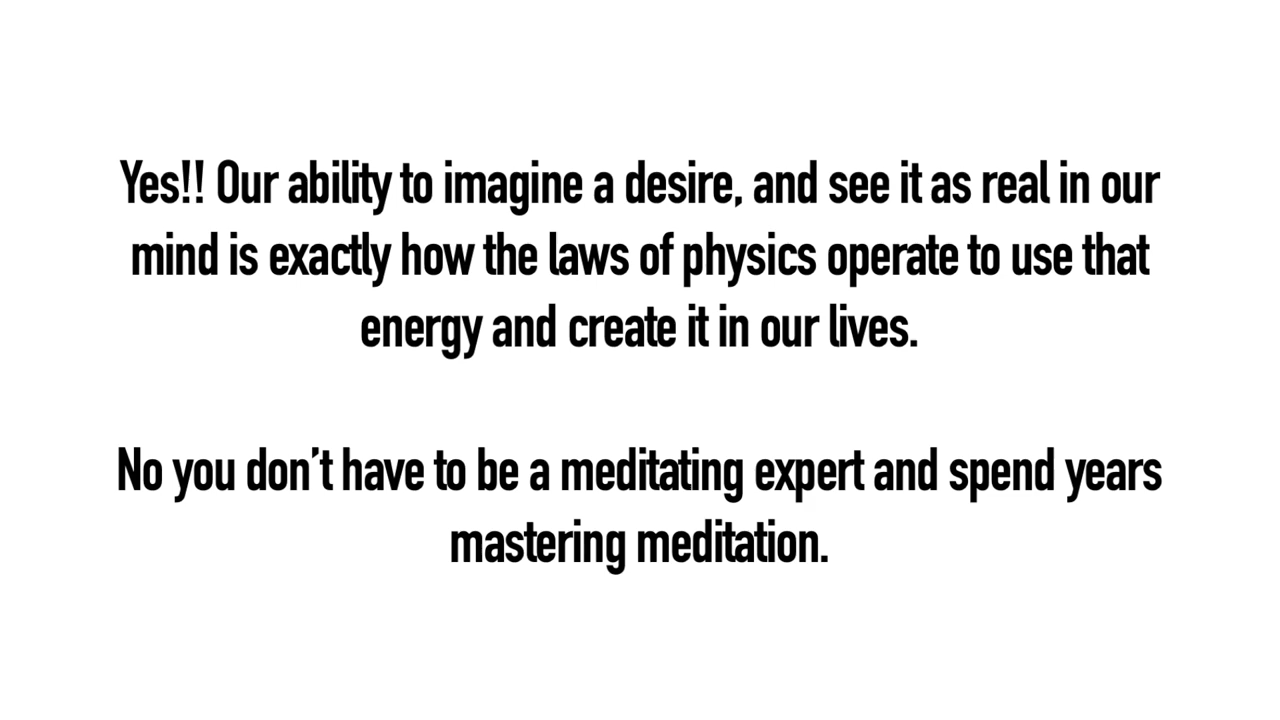 Yes!! Our ability to imagine a desire, and see it as real in our
mind is exactly how the laws of physics operate to use that
energy and create it in our lives.
No you don’t have to be a meditating expert and spend years
mastering meditation.